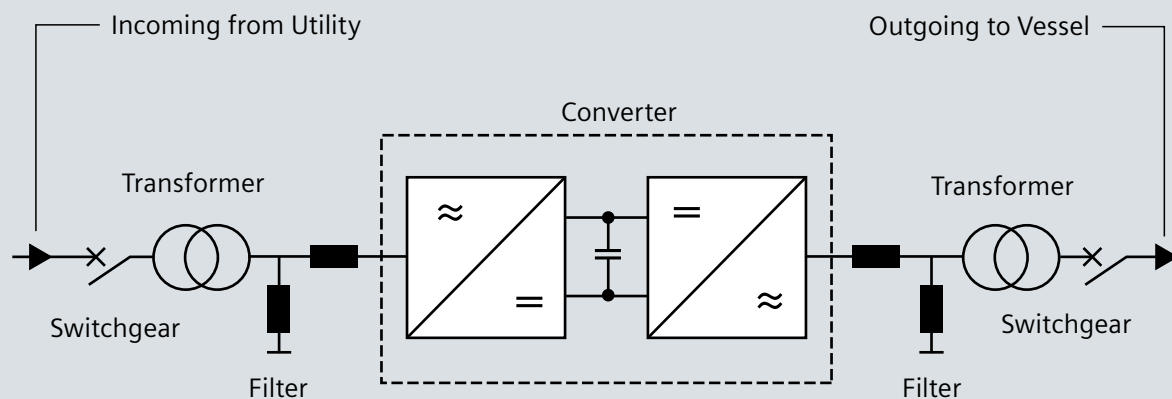 Incoming from Utility
Outgoing to Vessel
Converter
Transformer
Transformer
Switchgear
Switchgear
Filter
Filter